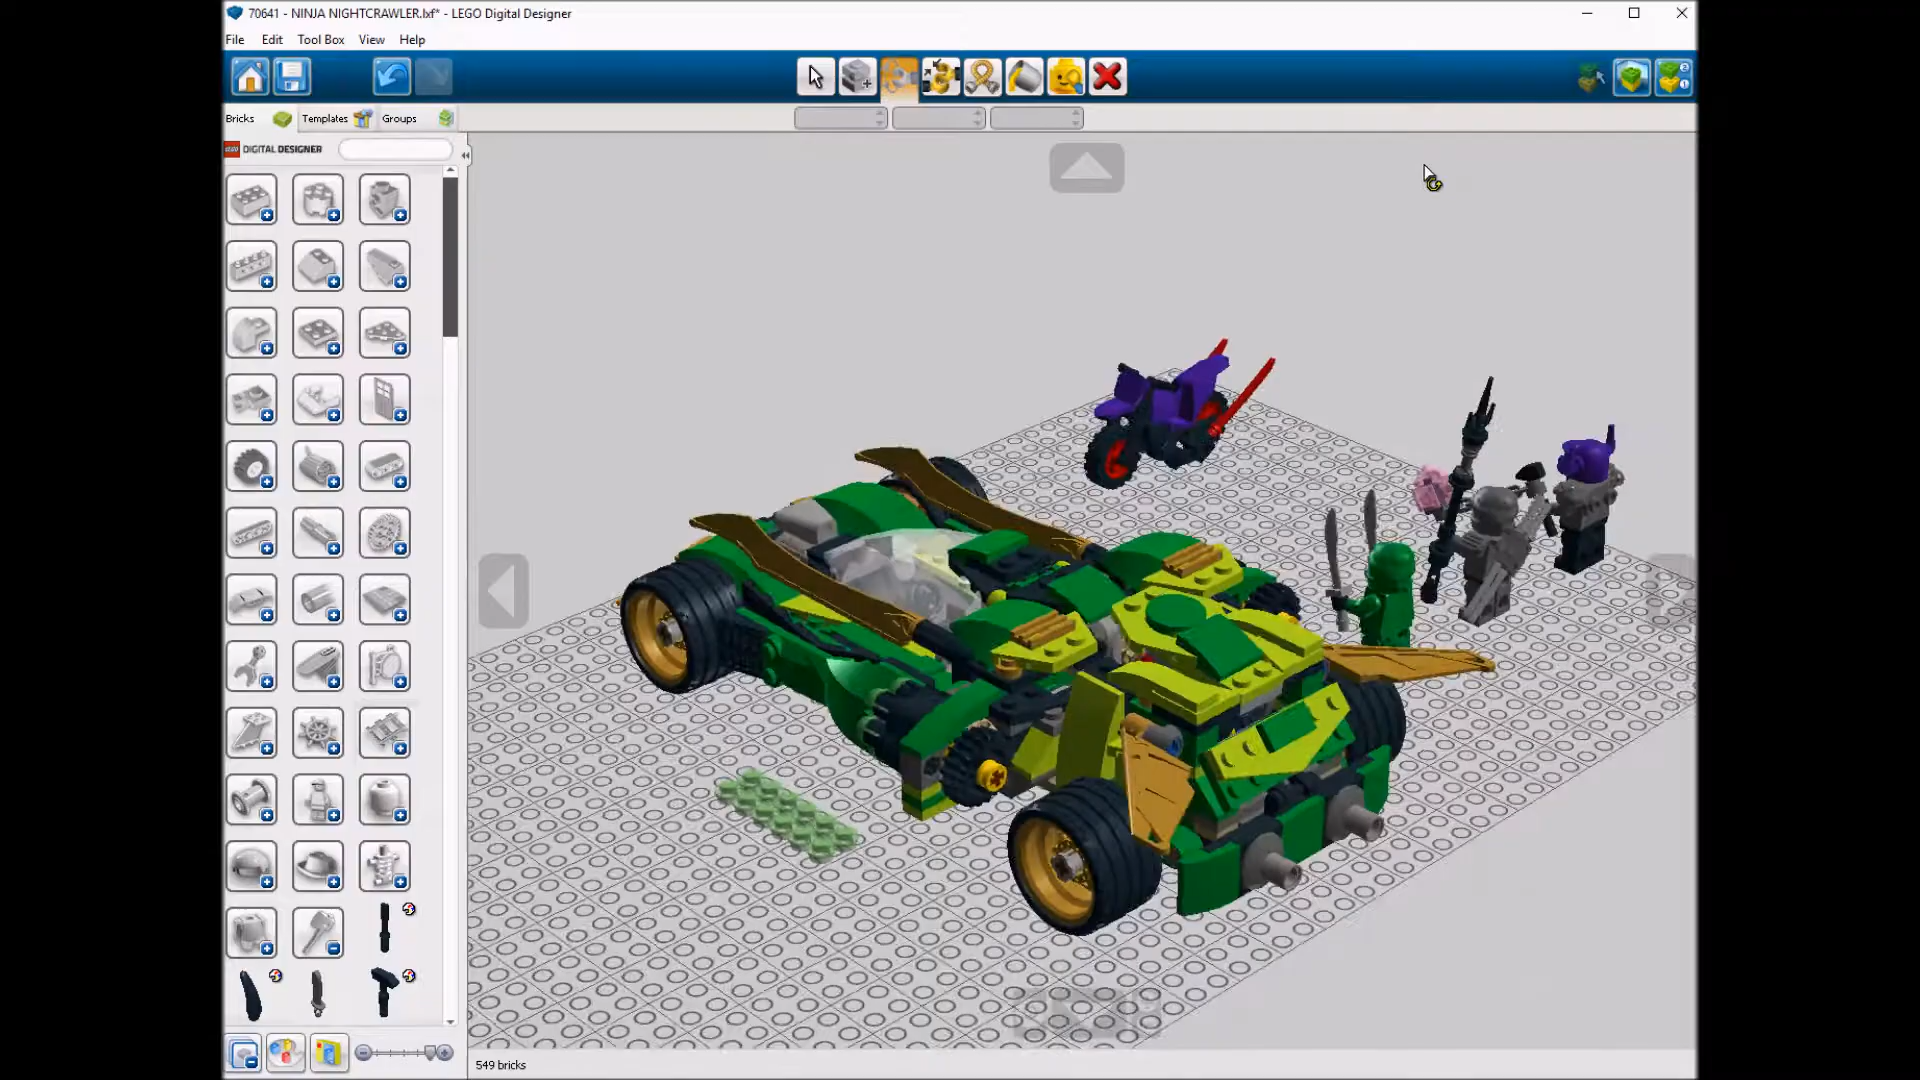 70641 - NINJA NIGHTCRAWLER.lxf* - LEGO Digital Designer
File Edit Tool Box View Help
Bricks Templates Groups
LEGO DIGITAL DESIGNER
549 bricks